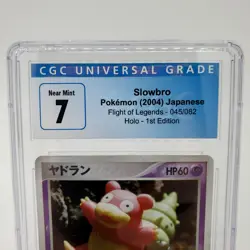 CGC UNIVERSAL GRADE
Near Mint
7
Slowbro
Pokémon (2004) Japanese
Flight of Legends - 045/082
Holo - 1st Edition
ヤドラン
HP60